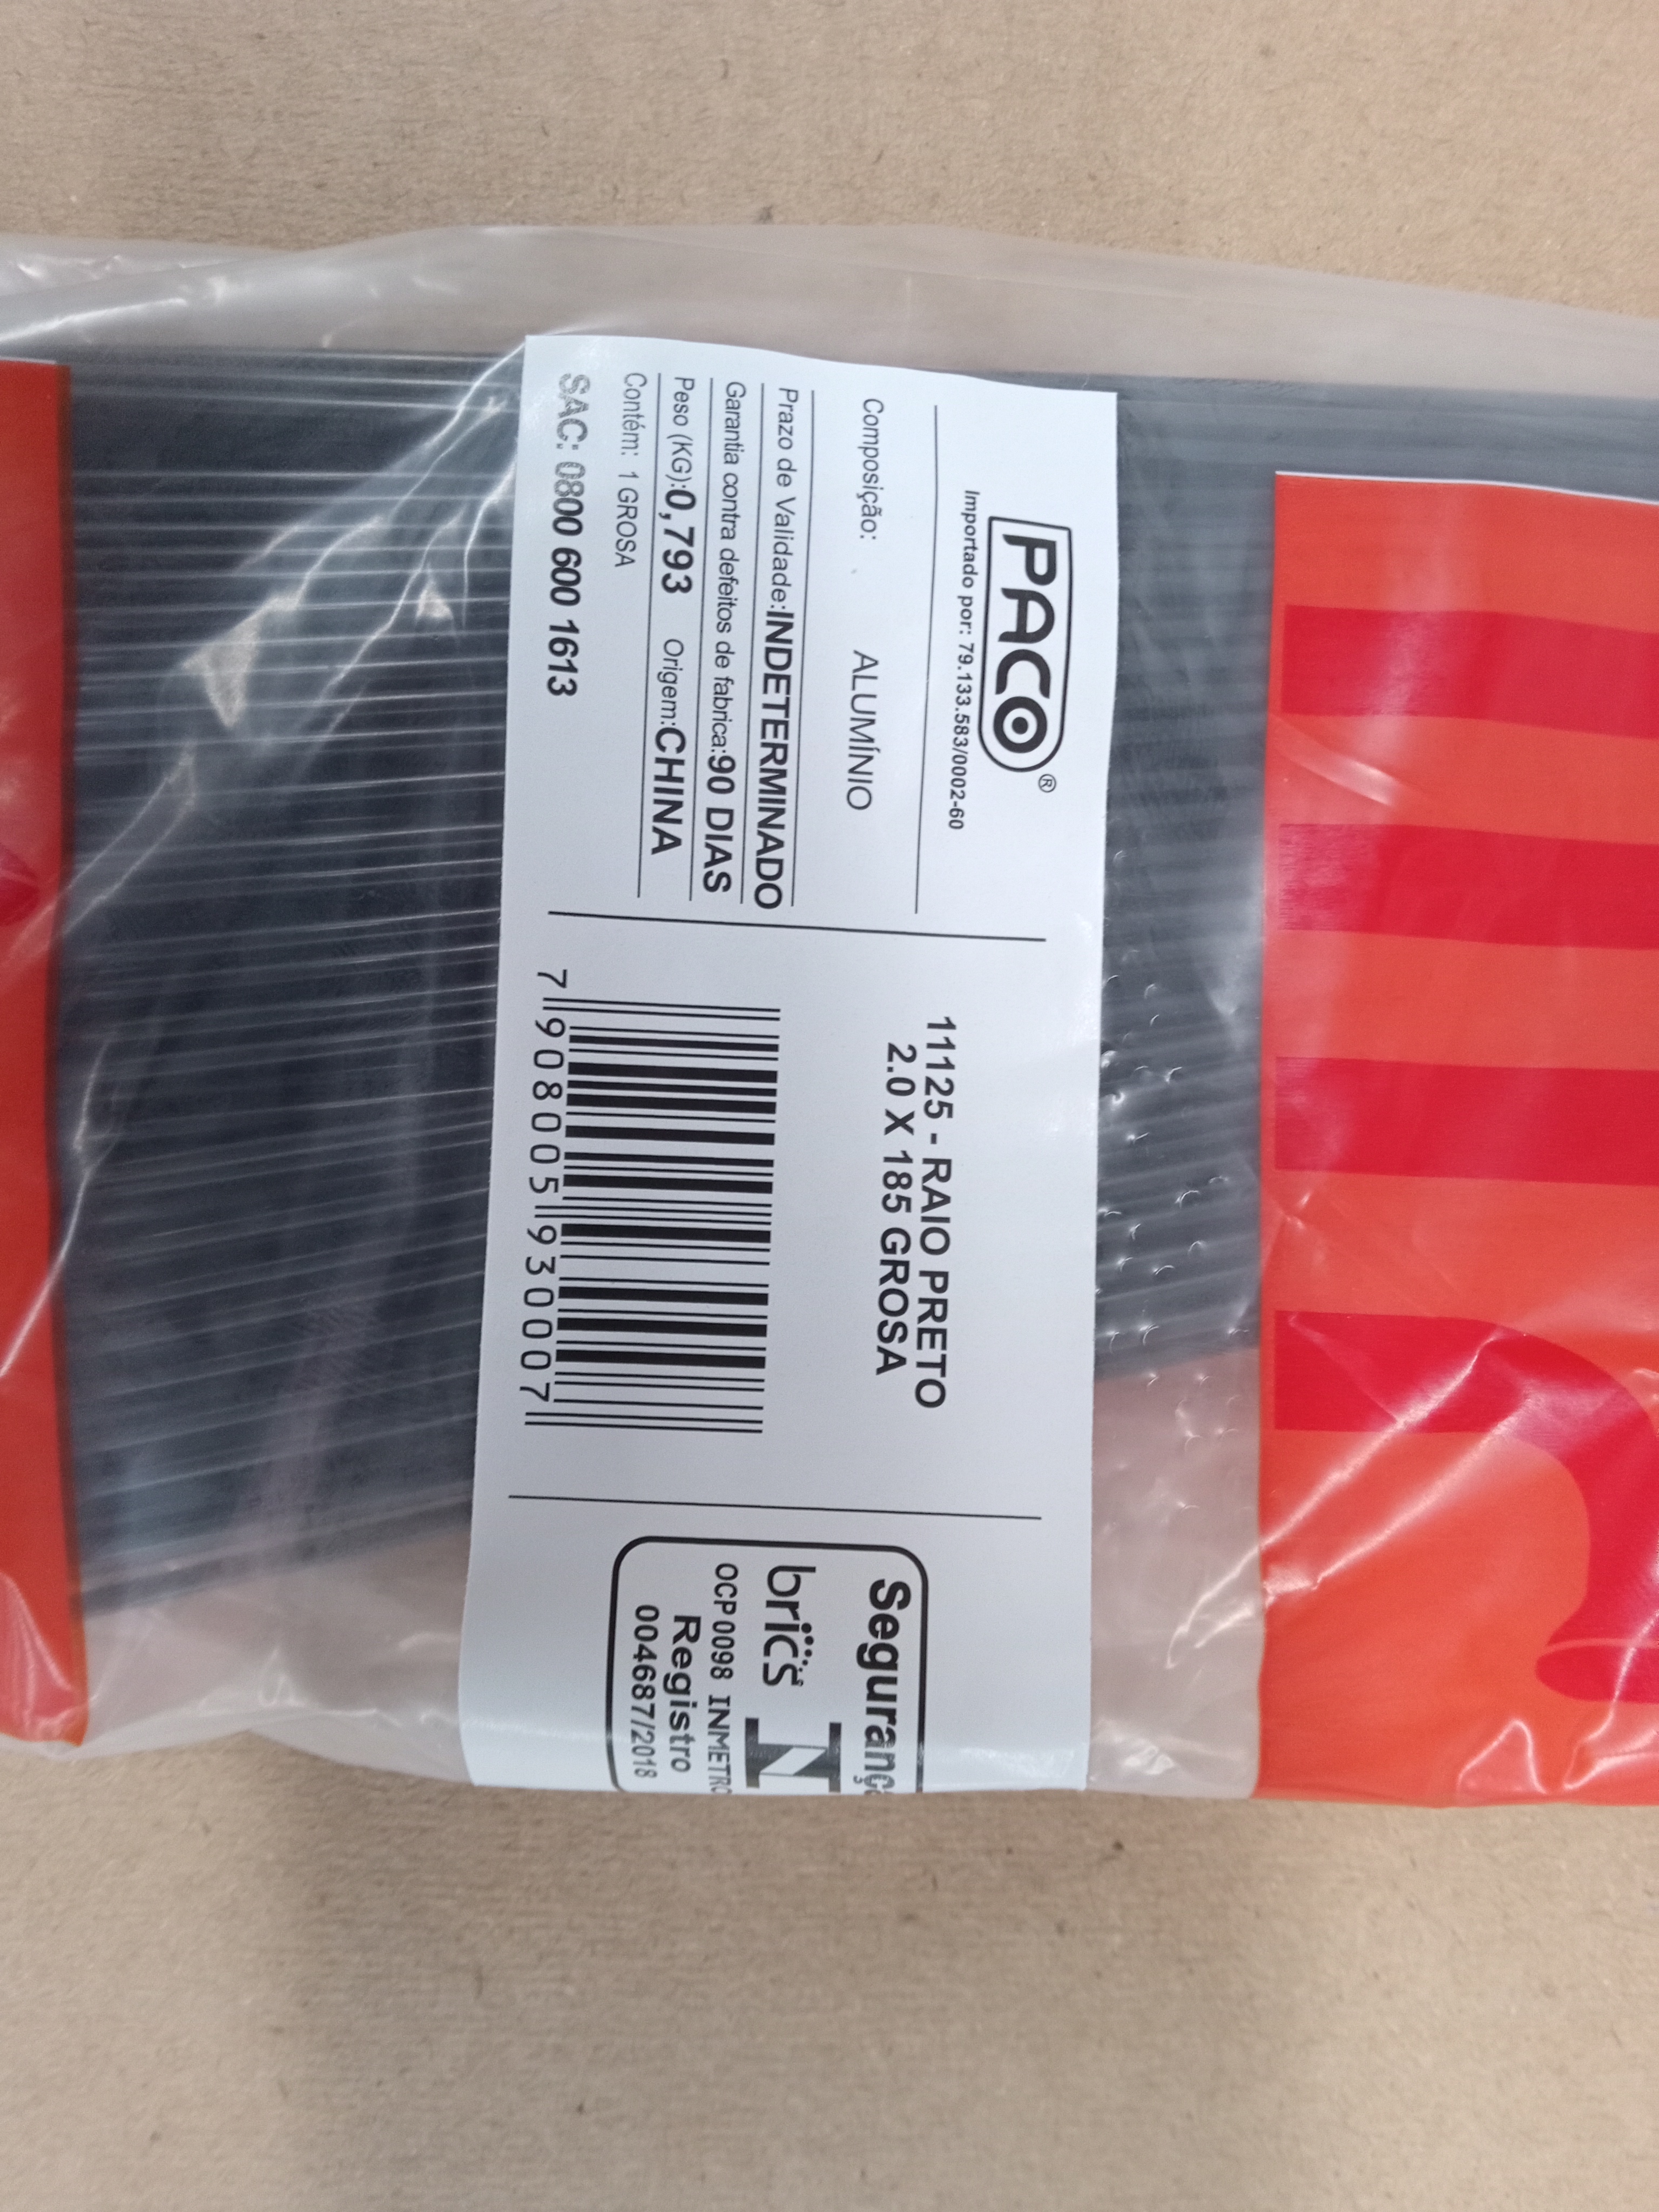 PACO®
Importado por: 79.133.583/0002-60
Composição: ALUMÍNIO
Prazo de Validade:INDETERMINADO
Garantia contra defeitos de fabrica:90 DIAS
Peso (KG):0,793 Origem:CHINA
Contém: 1 GROSA
SAC: 0800 600 1613
11125 - RAIO PRETO
2.0 X 185 GROSA
7 908005 930007
Seguranç
brics
OCP 0098 INMETRO
Registro
004687/2018